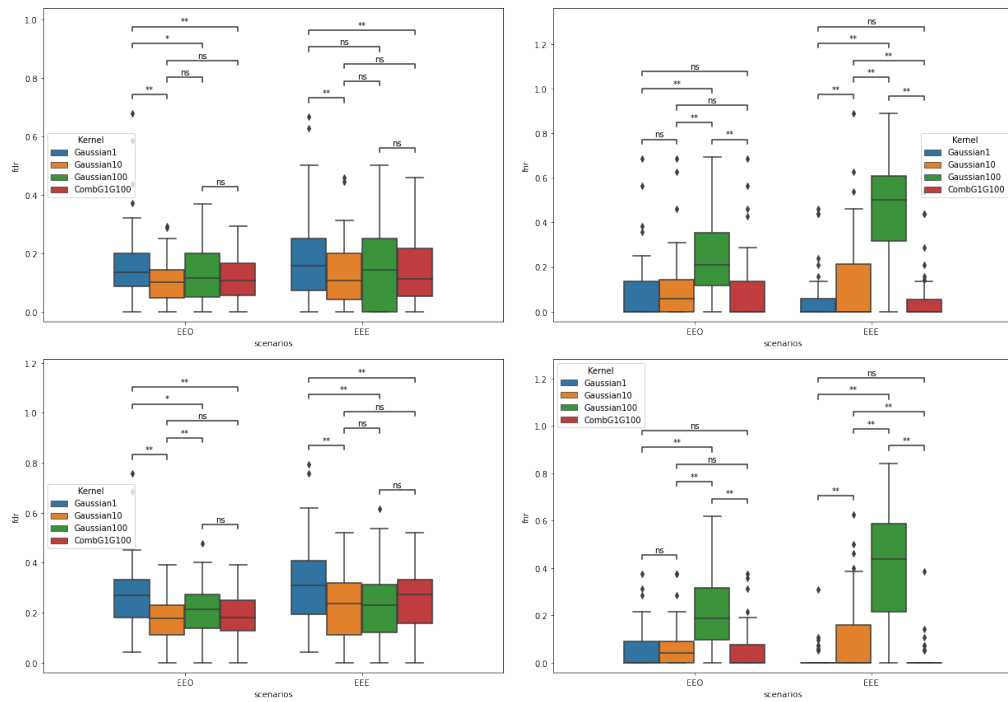 1.0
0.8
0.6
0.4
0.2
0.0
fdr
**
*
ns
ns
**
ns
**
ns
ns
ns
**
ns
Kernel
Gaussian1
Gaussian10
Gaussian100
CombG1G100
EEO EEE
scenarios
1.2
1.0
0.8
0.6
0.4
0.2
0.0
fnr
ns
**
ns
**
ns
**
ns
**
**
**
**
**
Kernel
Gaussian1
Gaussian10
Gaussian100
CombG1G100
EEO EEE
scenarios
1.2
1.0
0.8
0.6
0.4
0.2
0.0
fdr
**
*
ns
**
**
ns
**
**
ns
ns
**
ns
Kernel
Gaussian1
Gaussian10
Gaussian100
CombG1G100
EEO EEE
scenarios
1.2
1.0
0.8
0.6
0.4
0.2
0.0
fnr
Kernel
Gaussian1
Gaussian10
Gaussian100
CombG1G100
ns
**
ns
**
**
ns
ns
**
**
**
**
**
EEO EEE
scenarios